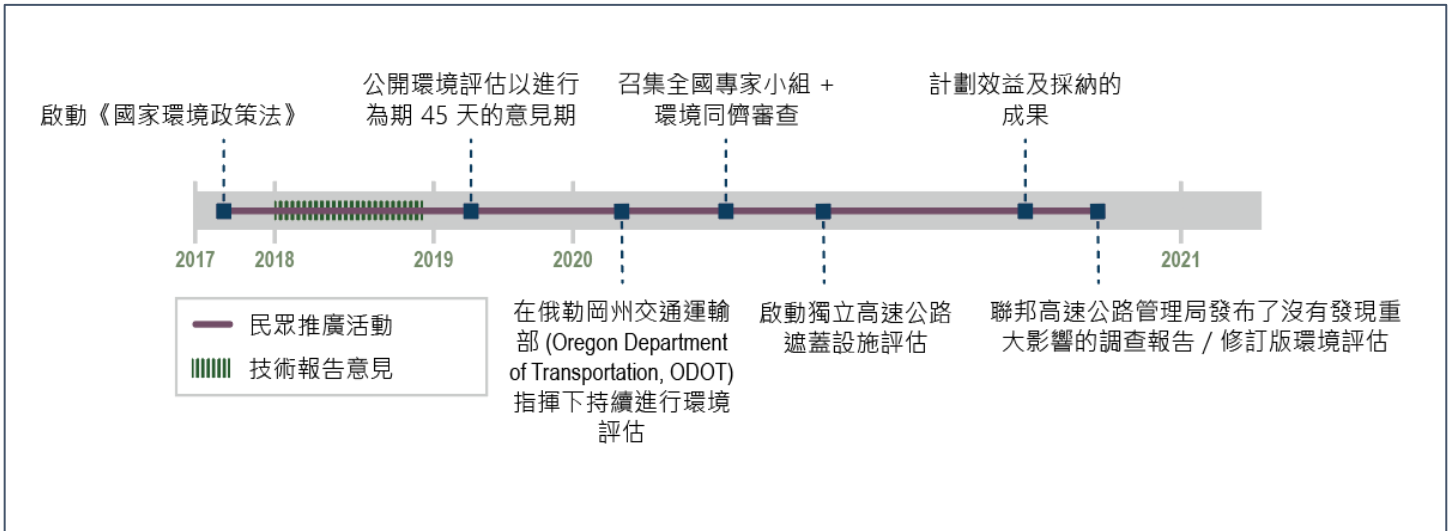 啟動《國家環境政策法》
公開環境評估以進行
為期 45 天的意見期
召集全國專家小組 +
環境同儕審查
計劃效益及採納的
成果
2017
2018
2019
2020
2021
民眾推廣活動
技術報告意見
在俄勒岡州交通運輸
部 (Oregon Department
of Transportation, ODOT)
指揮下持續進行環境
評估
啟動獨立高速公路
遮蓋設施評估
聯邦高速公路管理局發布了沒有發現重
大影響的調查報告 / 修訂版環境評估